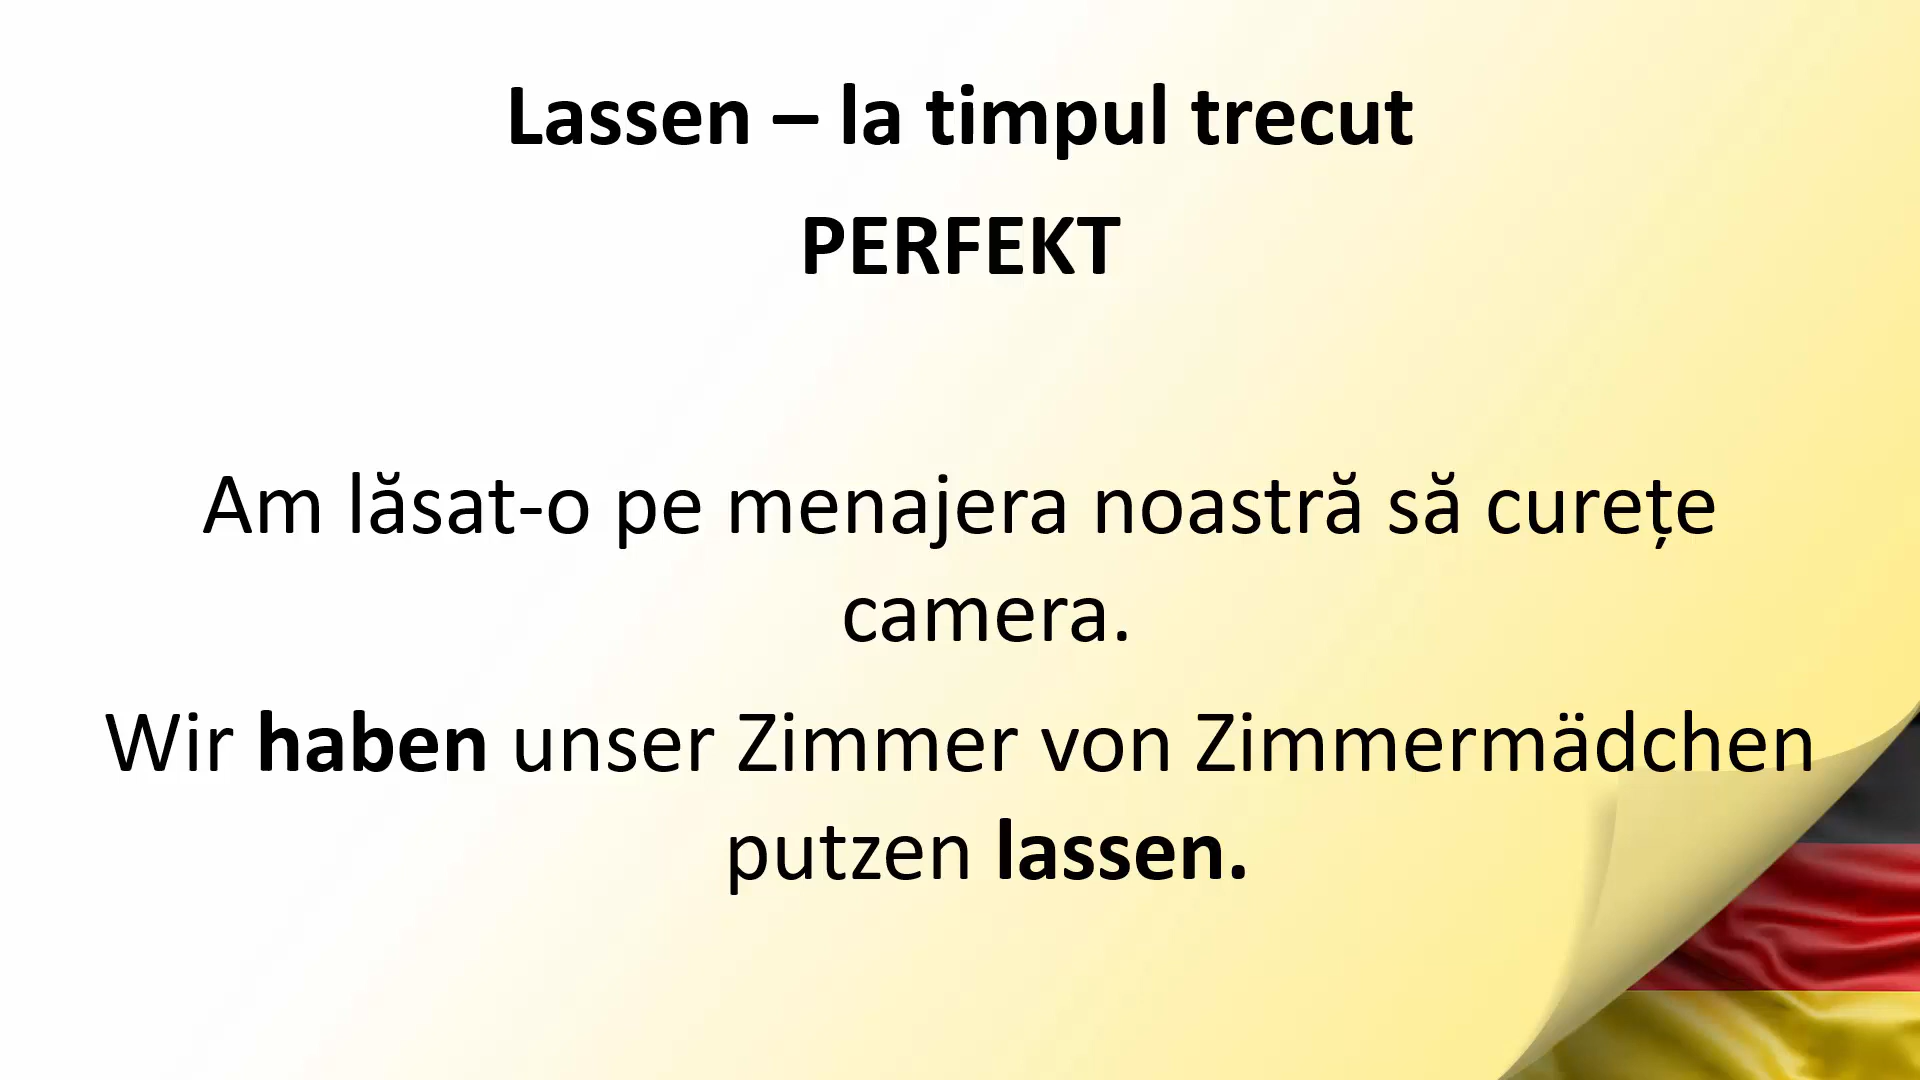 Lassen – la timpul trecut
PERFEKT
Am lăsat-o pe menajera noastră să curețe
camera.
Wir haben unser Zimmer von Zimmermädchen
putzen lassen.